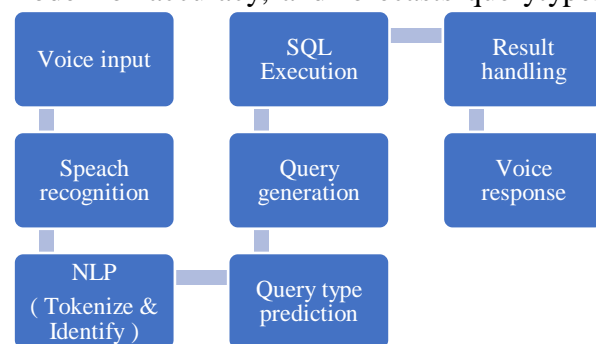 Voice input
SQL
Execution
Result
handling
Speach
recognition
Query
generation
Voice
response
NLP
( Tokenize &
Identify )
Query type
prediction